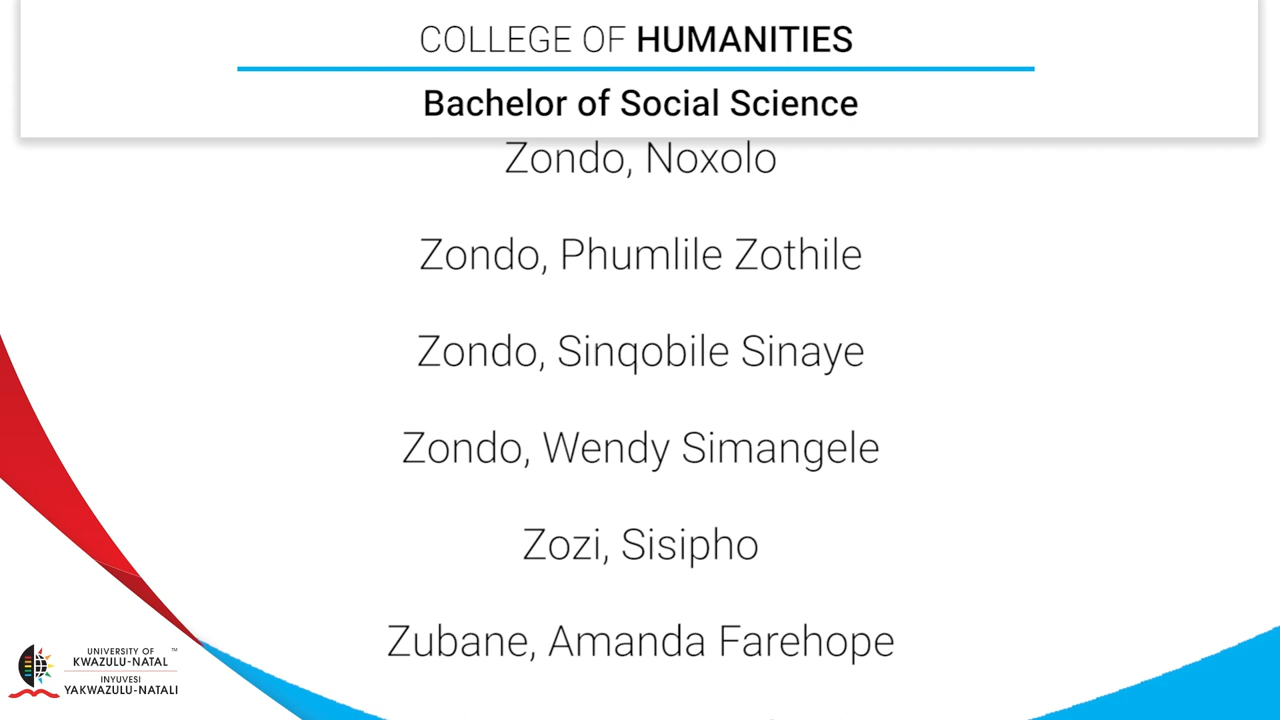 COLLEGE OF HUMANITIES
Bachelor of Social Science
Zondo, Noxolo
Zondo, Phumlile Zothile
Zondo, Sinqobile Sinaye
Zondo, Wendy Simangele
Zozi, Sisipho
Zubane, Amanda Farehope
UNIVERSITY OF ™
KWAZULU-NATAL
INYUVESI
YAKWAZULU-NATALI